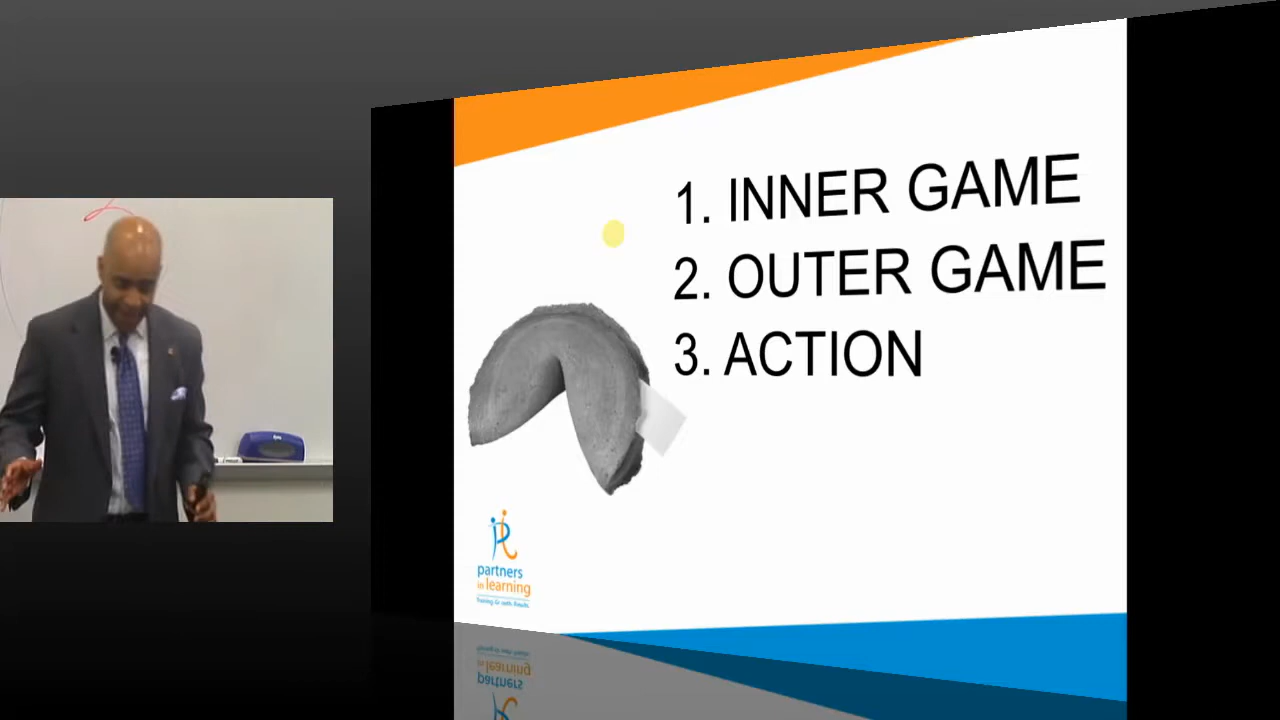 1. INNER GAME
2. OUTER GAME
3. ACTION
partners
in learning